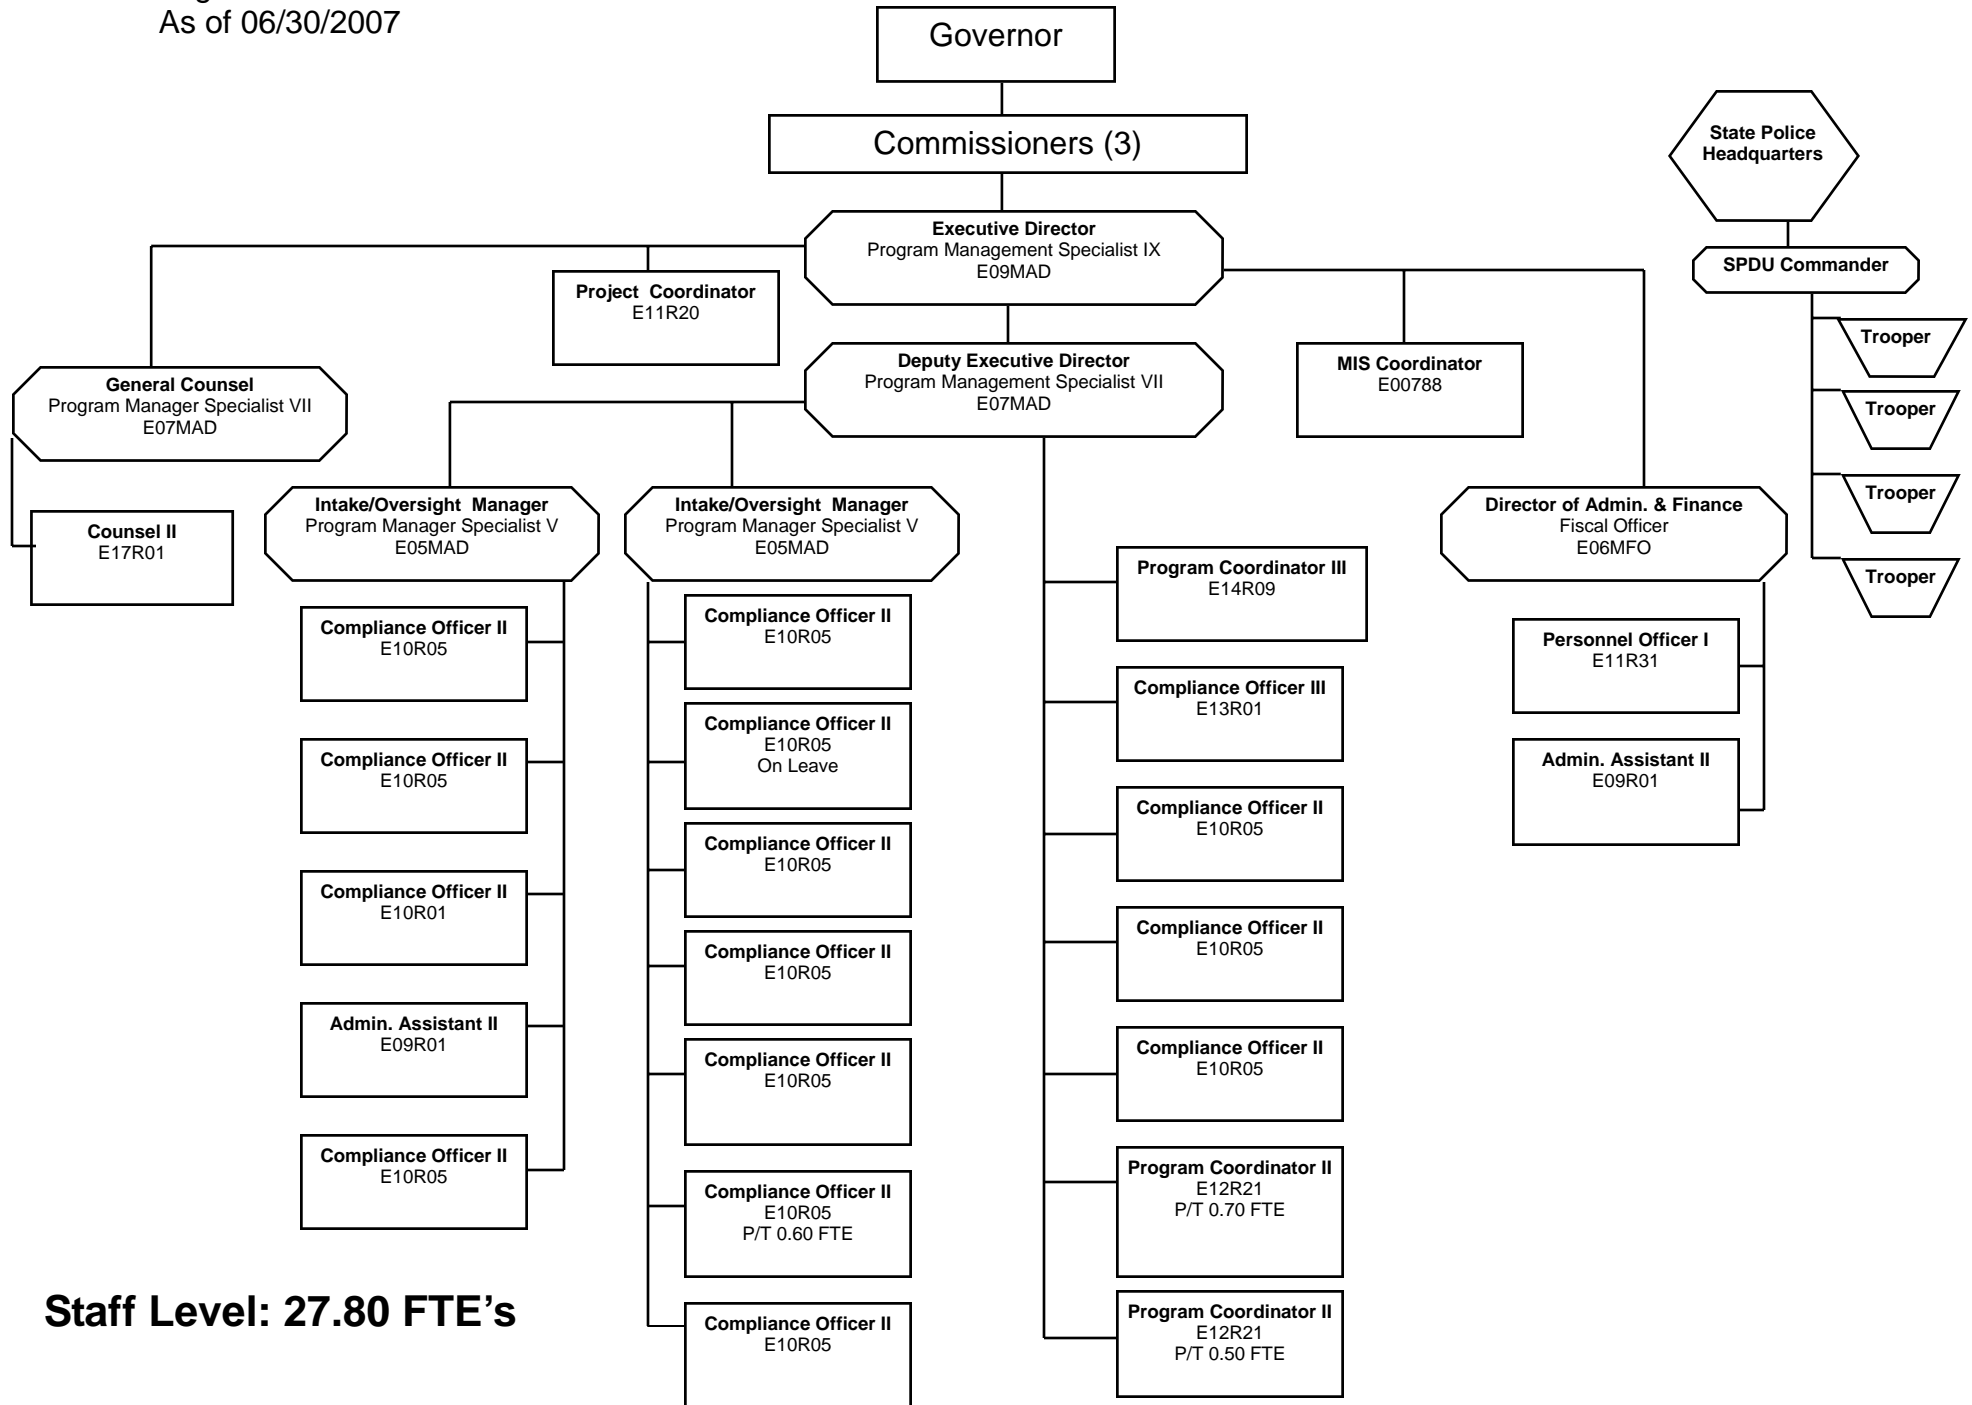 As of 06/30/2007
Governor
Commissioners (3)
State Police
Headquarters
Executive Director
Program Management Specialist IX
E09MAD
SPDU Commander
Project Coordinator
E11R20
Deputy Executive Director
Program Management Specialist VII
E07MAD
MIS Coordinator
E00788
Trooper
Trooper
Trooper
Trooper
General Counsel
Program Manager Specialist VII
E07MAD
Counsel II
E17R01
Intake/Oversight Manager
Program Manager Specialist V
E05MAD
Compliance Officer II
E10R05
Compliance Officer II
E10R05
Compliance Officer II
E10R01
Admin. Assistant II
E09R01
Compliance Officer II
E10R05
Intake/Oversight Manager
Program Manager Specialist V
E05MAD
Compliance Officer II
E10R05
Compliance Officer II
E10R05
On Leave
Compliance Officer II
E10R05
Compliance Officer II
E10R05
Compliance Officer II
E10R05
Compliance Officer II
E10R05
P/T 0.60 FTE
Compliance Officer II
E10R05
Program Coordinator III
E14R09
Compliance Officer III
E13R01
Compliance Officer II
E10R05
Compliance Officer II
E10R05
Compliance Officer II
E10R05
Program Coordinator II
E12R21
P/T 0.70 FTE
Program Coordinator II
E12R21
P/T 0.50 FTE
Director of Admin. & Finance
Fiscal Officer
E06MFO
Personnel Officer I
E11R31
Admin. Assistant II
E09R01
Staff Level: 27.80 FTE’s